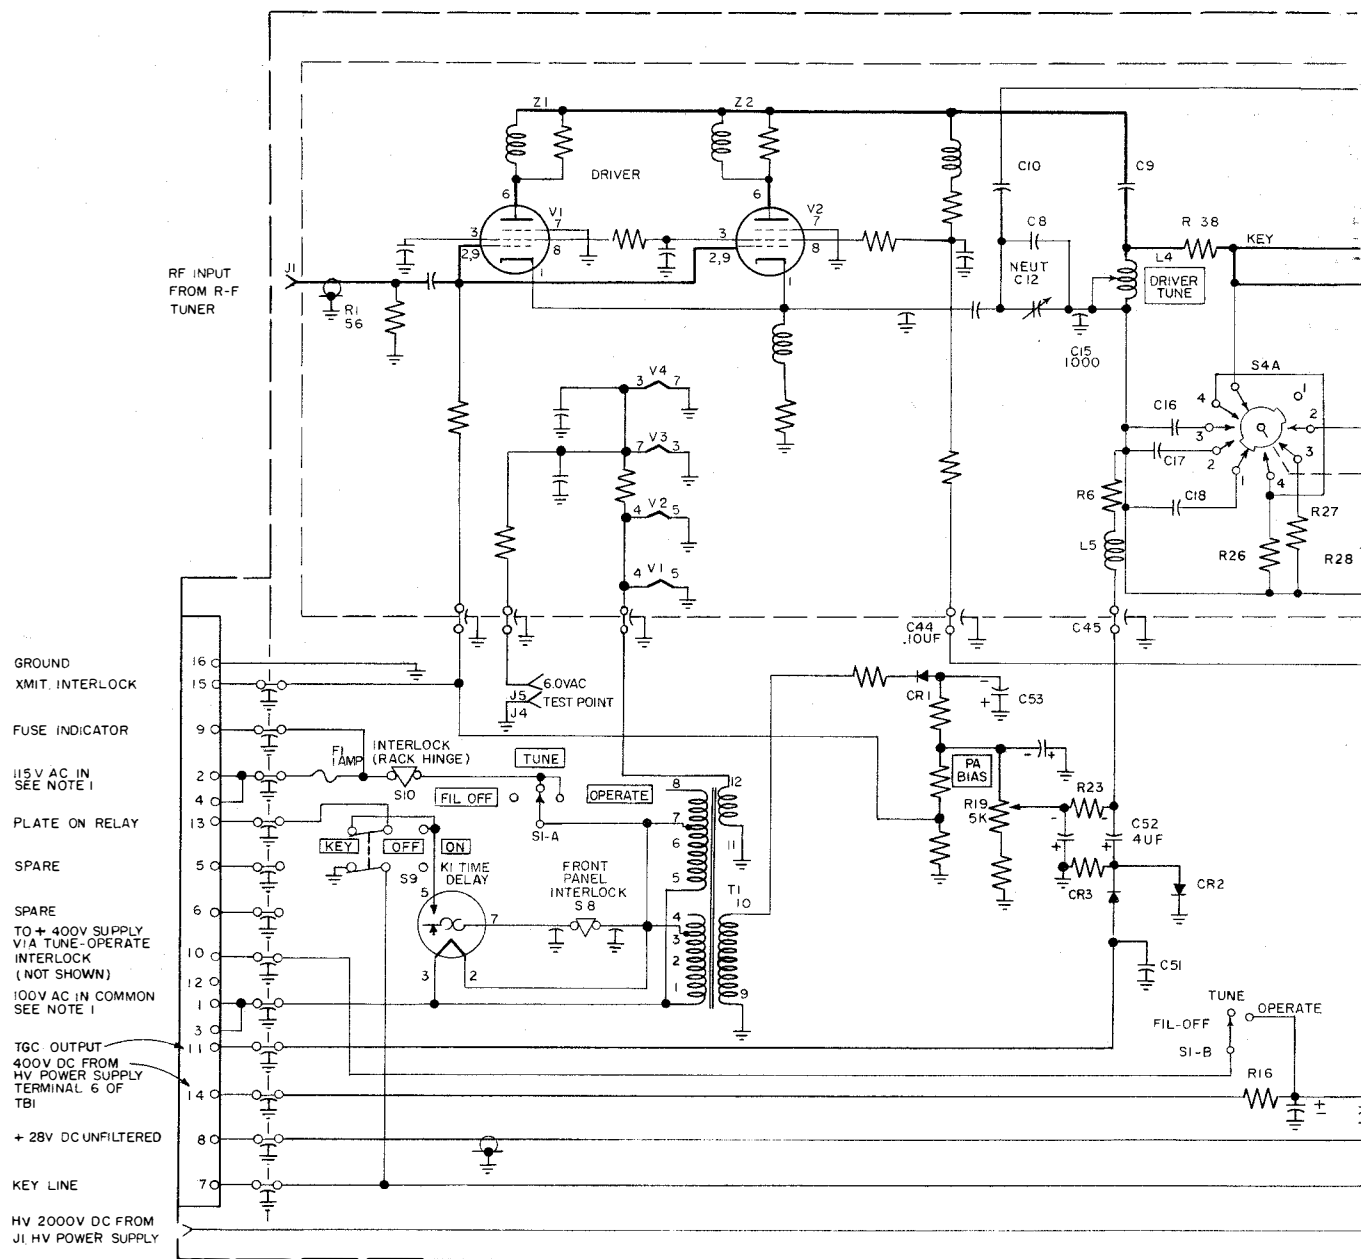 Z1
Z2
DRIVER
C10
C9
6
6
V1
7
V2
7
C8
R 38
3
8
3
8
KEY
2,9
2,9
NEUT
C12
L4
DRIVER
TUNE
1
1
RF INPUT
FROM R-F
TUNER
J1
R1
56
C15
1000
S4A
3 V4 7
4
1
C16
2
7 V3 3
3
C17
2
3
R6
1
4
C18
4 V2 5
R27
L5
R26
R28
4 V1 5
C44
.10UF
C45
GROUND
16
XMIT. INTERLOCK
15
6.0VAC
TEST POINT
J5
J4
CR1
C53
FUSE INDICATOR
9
F1
1AMP
INTERLOCK
(RACK HINGE)
TUNE
PA
BIAS
115V AC IN
SEE NOTE 1
2
S10
FIL OFF
OPERATE
8
12
R23
4
R19
5K
PLATE ON RELAY
13
S1-A
7
C52
4UF
KEY
OFF
ON
6
11
SPARE
5
S9
K1 TIME
DELAY
FRONT
PANEL
INTERLOCK
S8
5
T1
10
CR3
CR2
SPARE
6
5
7
4
TO + 400V SUPPLY
VIA TUNE-OPERATE
INTERLOCK
(NOT SHOWN)
10
3
2
C51
12
3
2
1
9
100V AC IN COMMON
SEE NOTE 1
1
3
TUNE
OPERATE
FIL-OFF
TGC OUTPUT
11
S1-B
400V DC FROM
HV POWER SUPPLY
TERMINAL 6 OF
TB1
14
R16
+ 28V DC UNFILTERED
8
KEY LINE
7
HV 2000V DC FROM
J1, HV POWER SUPPLY